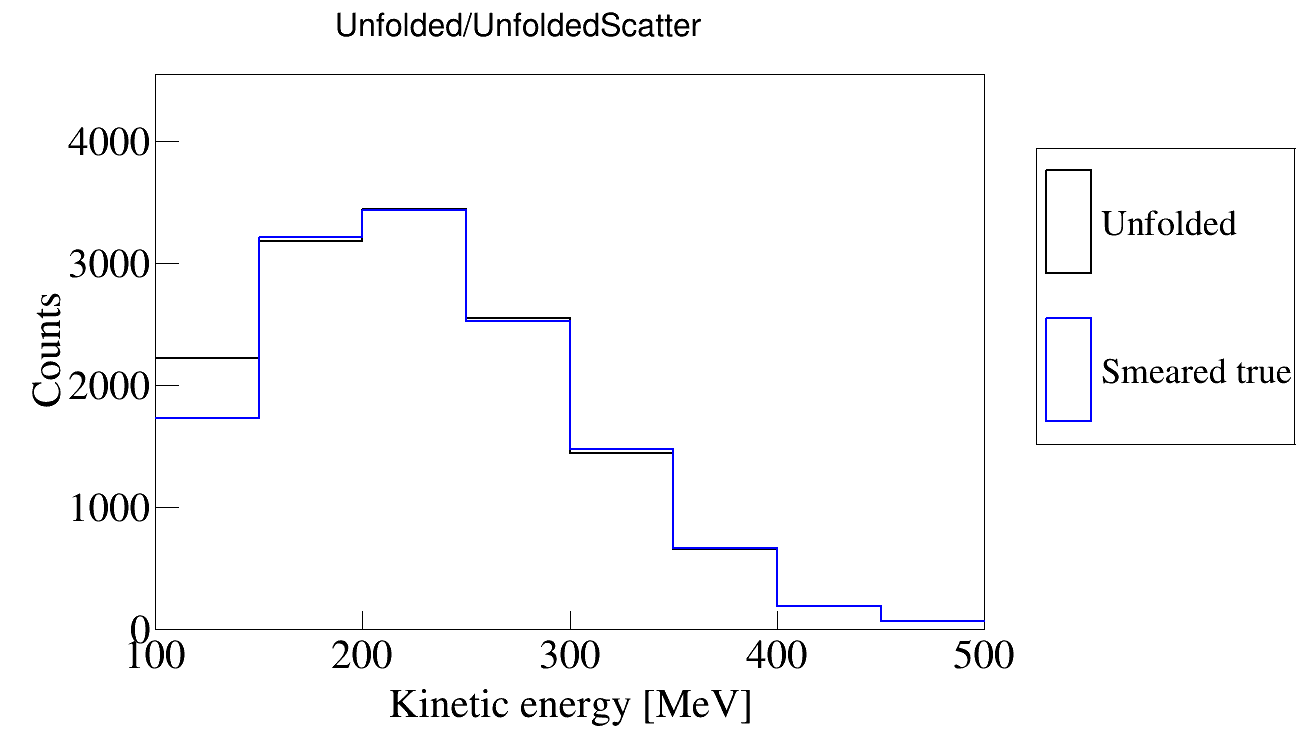 Unfolded/UnfoldedScatter
4000
3000
2000
1000
0
Counts
100 200 300 400 500
Kinetic energy [MeV]
Unfolded
Smeared true